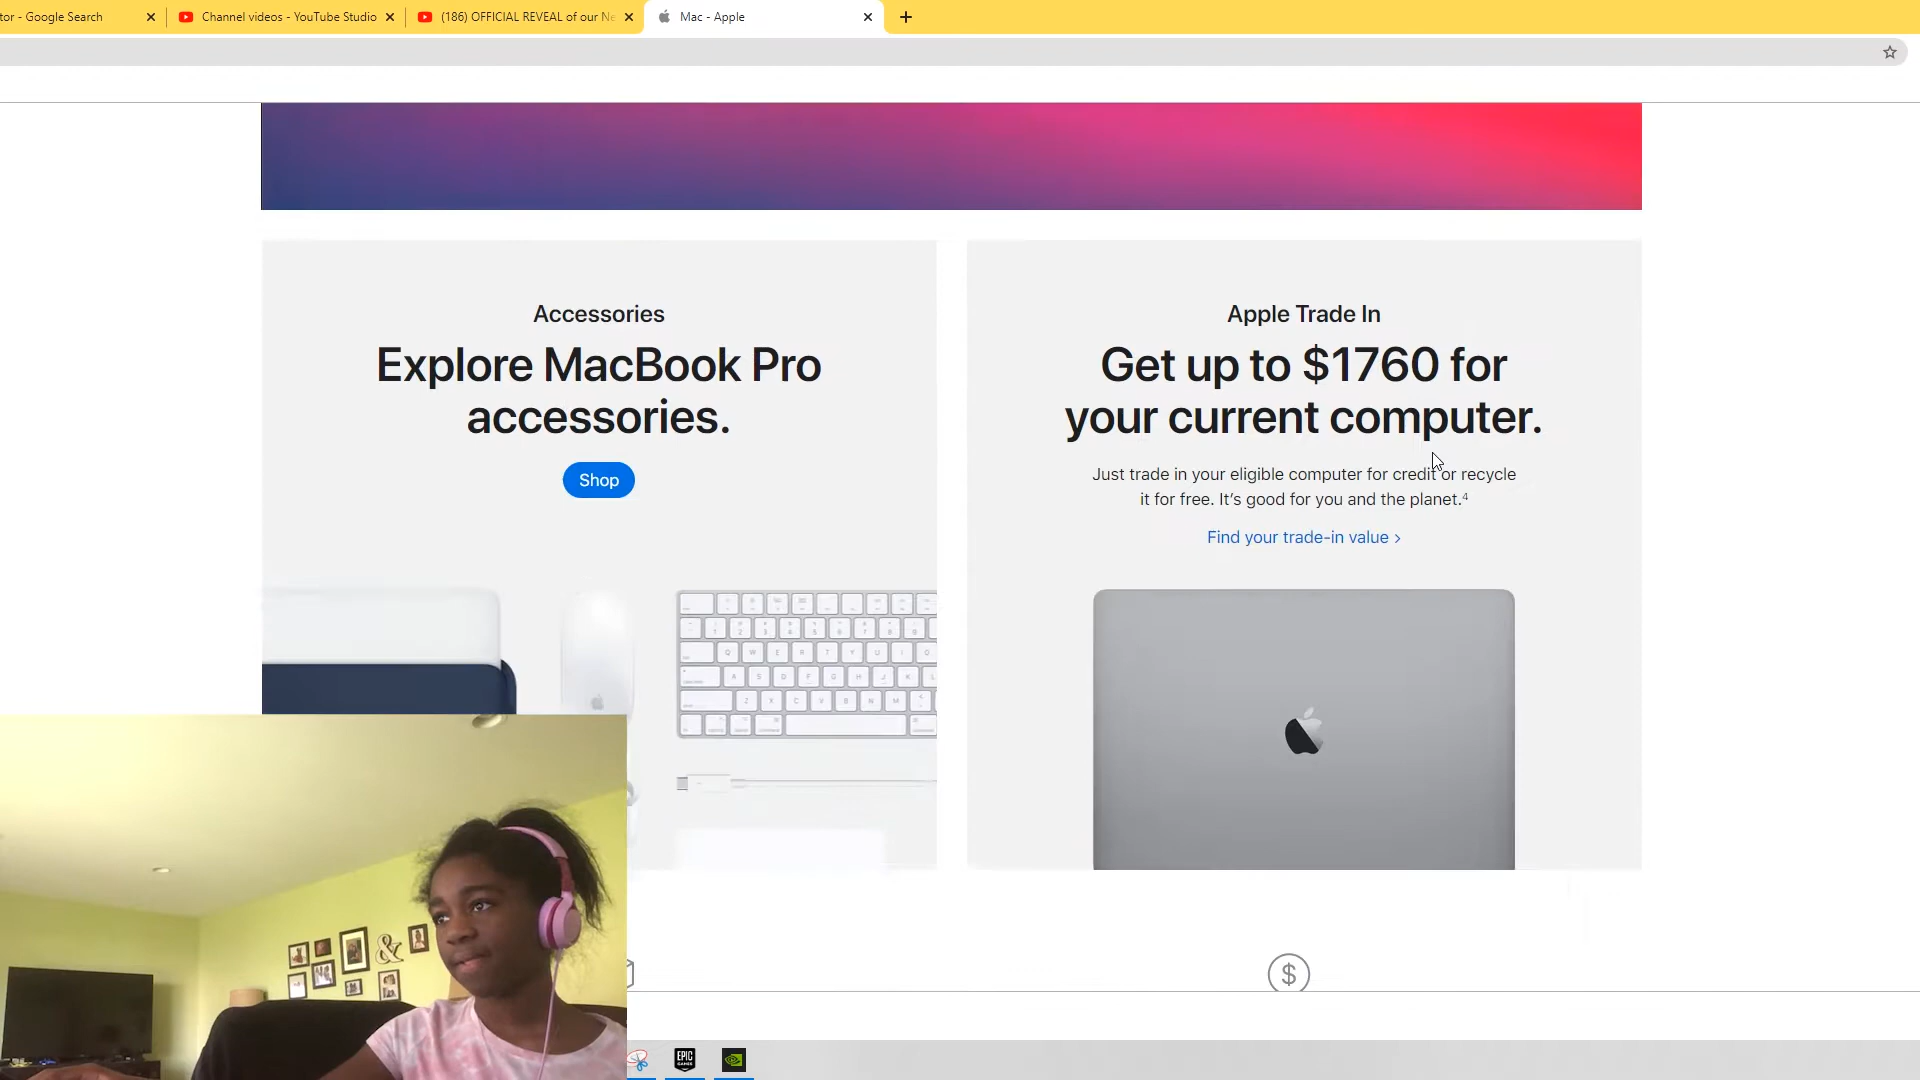 tor - Google Search
Channel videos - YouTube Studio
(186) OFFICIAL REVEAL of our Ne
Mac - Apple
Accessories
Explore MacBook Pro
accessories.
Shop
Apple Trade In
Get up to $1760 for
your current computer.
Just trade in your eligible computer for credit or recycle
it for free. It’s good for you and the planet.⁴
Find your trade-in value >
Q W E R T Y U I O
A S D F G H J K L
Z X C V B N M
&
$
EPIC
GAMES